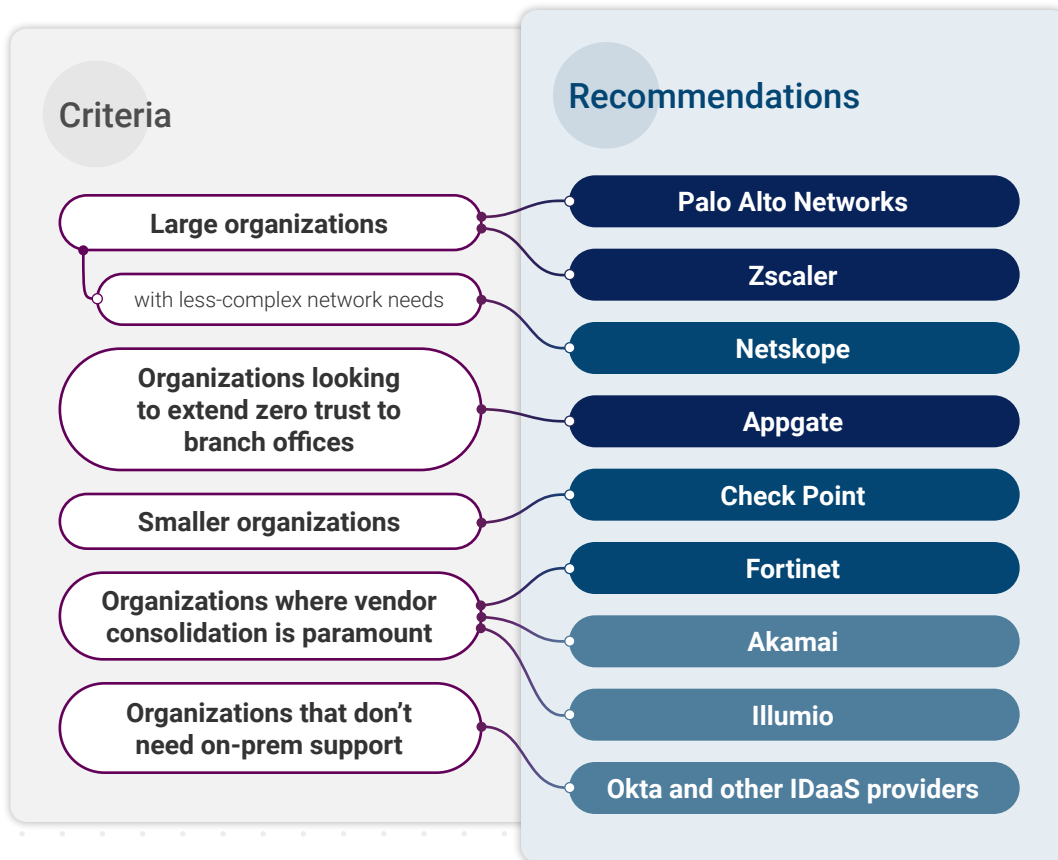 Criteria
Large organizations
with less-complex network needs
Organizations looking
to extend zero trust to
branch offices
Smaller organizations
Organizations where vendor
consolidation is paramount
Organizations that don’t
need on-prem support
Recommendations
Palo Alto Networks
Zscaler
Netskope
Appgate
Check Point
Fortinet
Akamai
Illumio
Okta and other IDaaS providers